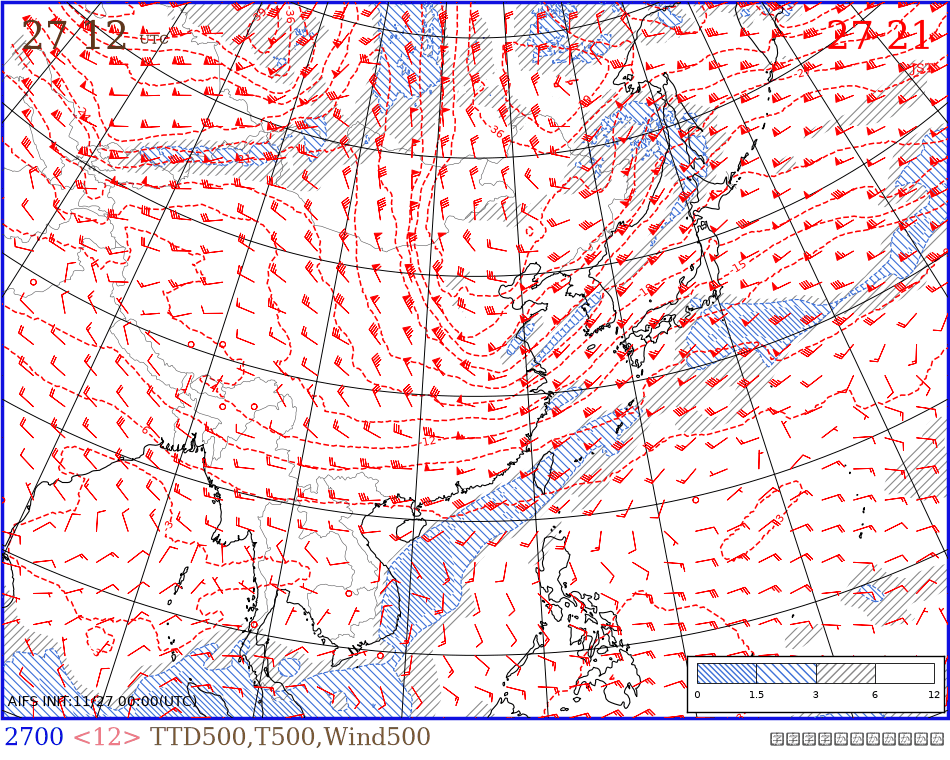 27 12 UTC
27 21 JST
36
36
-15
-12
-3
AIFS INIT:11/27 00:00(UTC)
0 1.5 3 6 12
2700 <12> TTD500,T500,Wind500